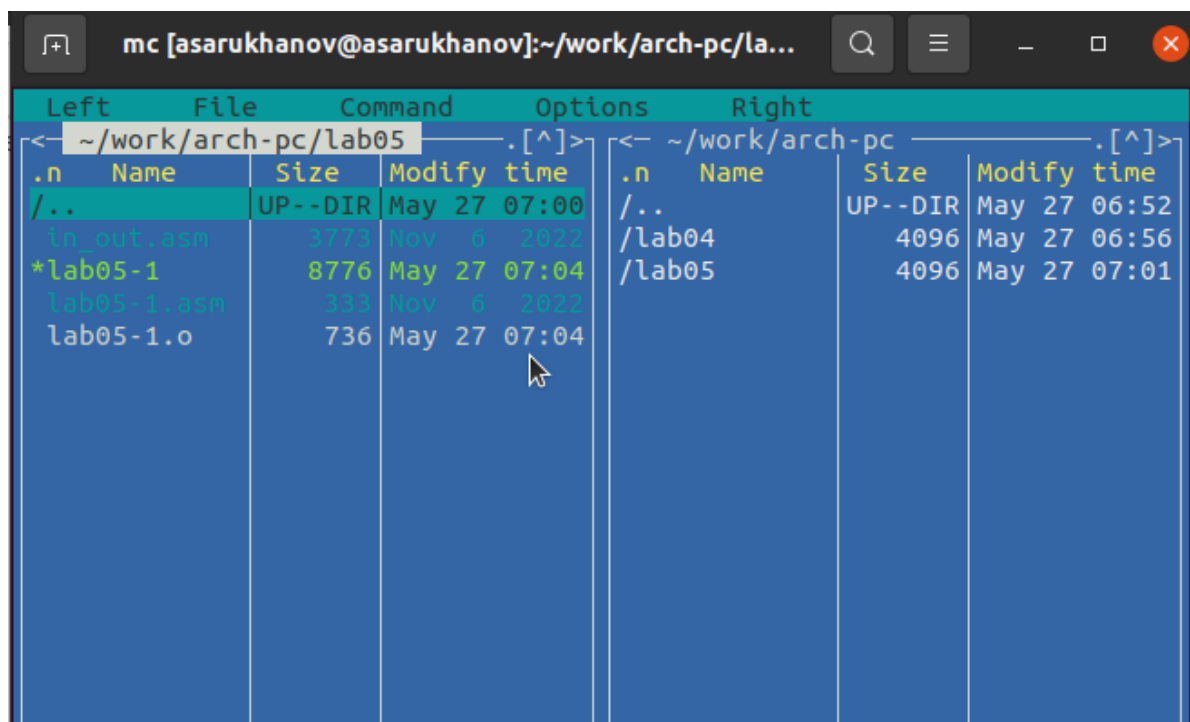 mc [asarukhanov@asarukhanov]:~/work/arch-pc/la...
Left File Command Options Right
<─ ~/work/arch-pc/lab05 ─.[^]>
.n Name Size Modify time
/.. UP--DIR May 27 07:00
in_out.asm 3773 Nov 6 2022
*lab05-1 8776 May 27 07:04
lab05-1.asm 333 Nov 6 2022
lab05-1.o 736 May 27 07:04
<─ ~/work/arch-pc ─.[^]>
.n Name Size Modify time
/.. UP--DIR May 27 06:52
/lab04 4096 May 27 06:56
/lab05 4096 May 27 07:01